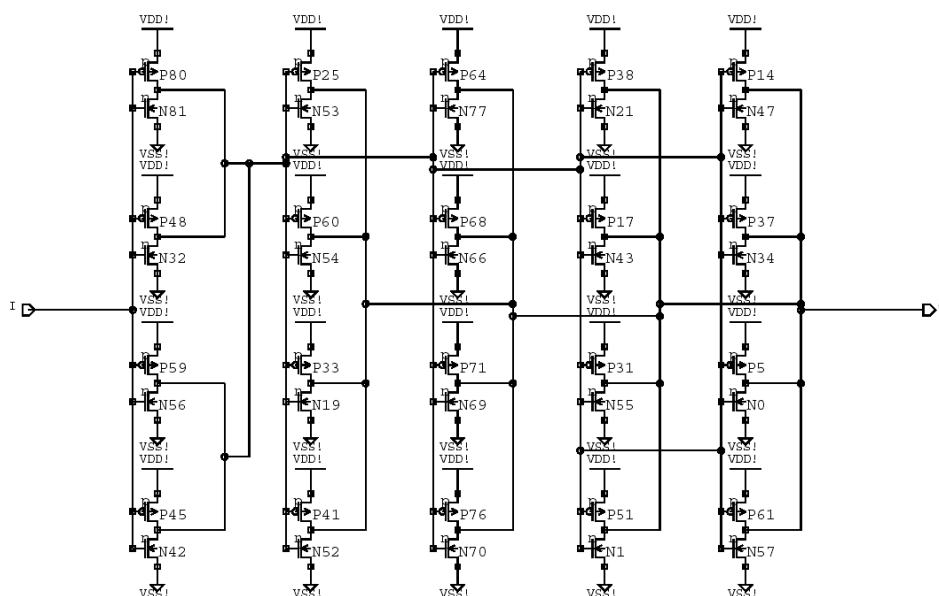 VDD! VDD! VDD! VDD! VDD!
p P80 p P25 p P64 p P38 p P14
n N81 n N53 n N77 n N21 n N47
VSS! VSS! VSS! VSS! VSS!
VDD! VDD! VDD! VDD! VDD!
p P48 p P60 p P68 p P17 p P37
n N32 n N54 n N66 n N43 n N34
I
VSS! VSS! VSS! VSS! VSS!
VDD! VDD! VDD! VDD! VDD!
p P59 p P33 p P71 p P31 p P5
n N56 n N19 n N69 n N55 n N0
VSS! VSS! VSS! VSS! VSS!
VDD! VDD! VDD! VDD! VDD!
p P45 p P41 p P76 p P51 p P61
n N42 n N52 n N70 n N1 n N57
VSS! VSS! VSS! VSS! VSS!